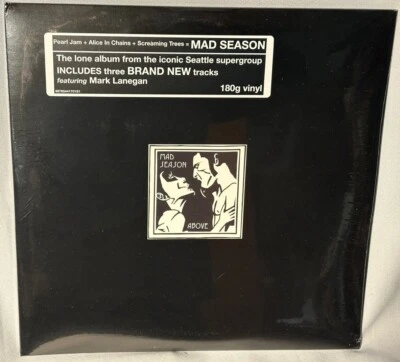 Pearl Jam + Alice In Chains + Screaming Trees = MAD SEASON
The lone album from the iconic Seattle supergroup
INCLUDES three BRAND NEW tracks
featuring Mark Lanegan
180g vinyl
MAD
SEASON
ABOVE